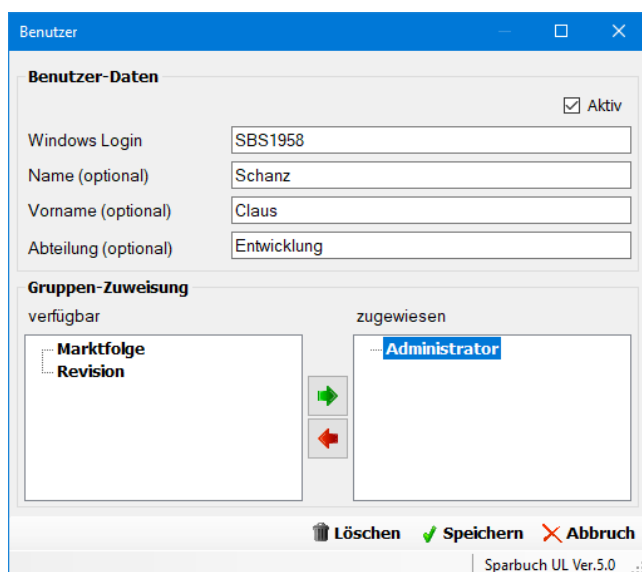 Benutzer
Benutzer-Daten
Aktiv
Windows Login SBS1958
Name (optional) Schanz
Vorname (optional) Claus
Abteilung (optional) Entwicklung
Gruppen-Zuweisung
verfügbar zugewiesen
Marktfolge Administrator
Revision
Löschen Speichern Abbruch
Sparbuch UL Ver.5.0